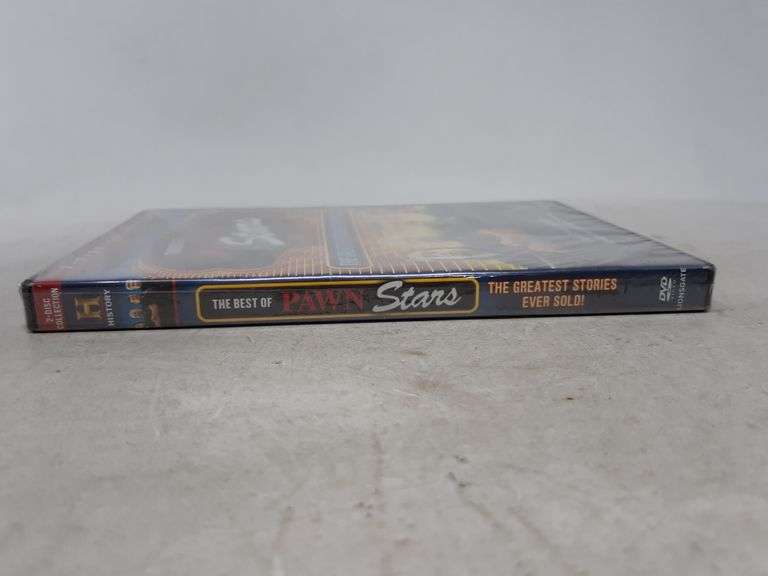 2-DISC
COLLECTION
H
HISTORY
THE BEST OF PAWN Stars
THE GREATEST STORIES
EVER SOLD!
DVD
LIONSGATE